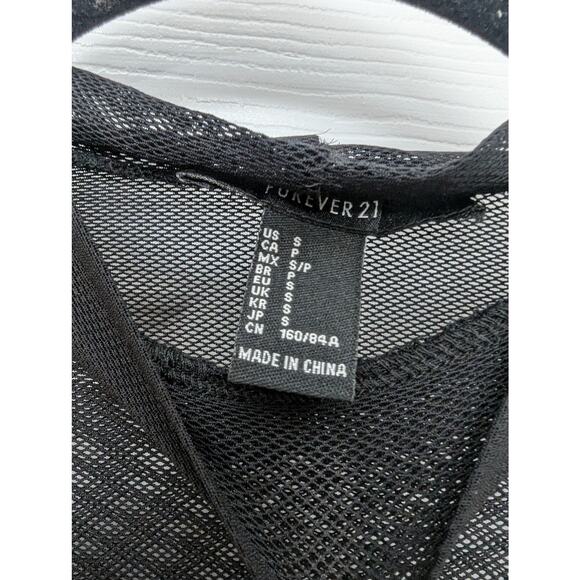 FOREVER 21
US S
CA P
MX S/P
BR P
EU S
UK S
KR S
JP S
CN 160/84A
MADE IN CHINA